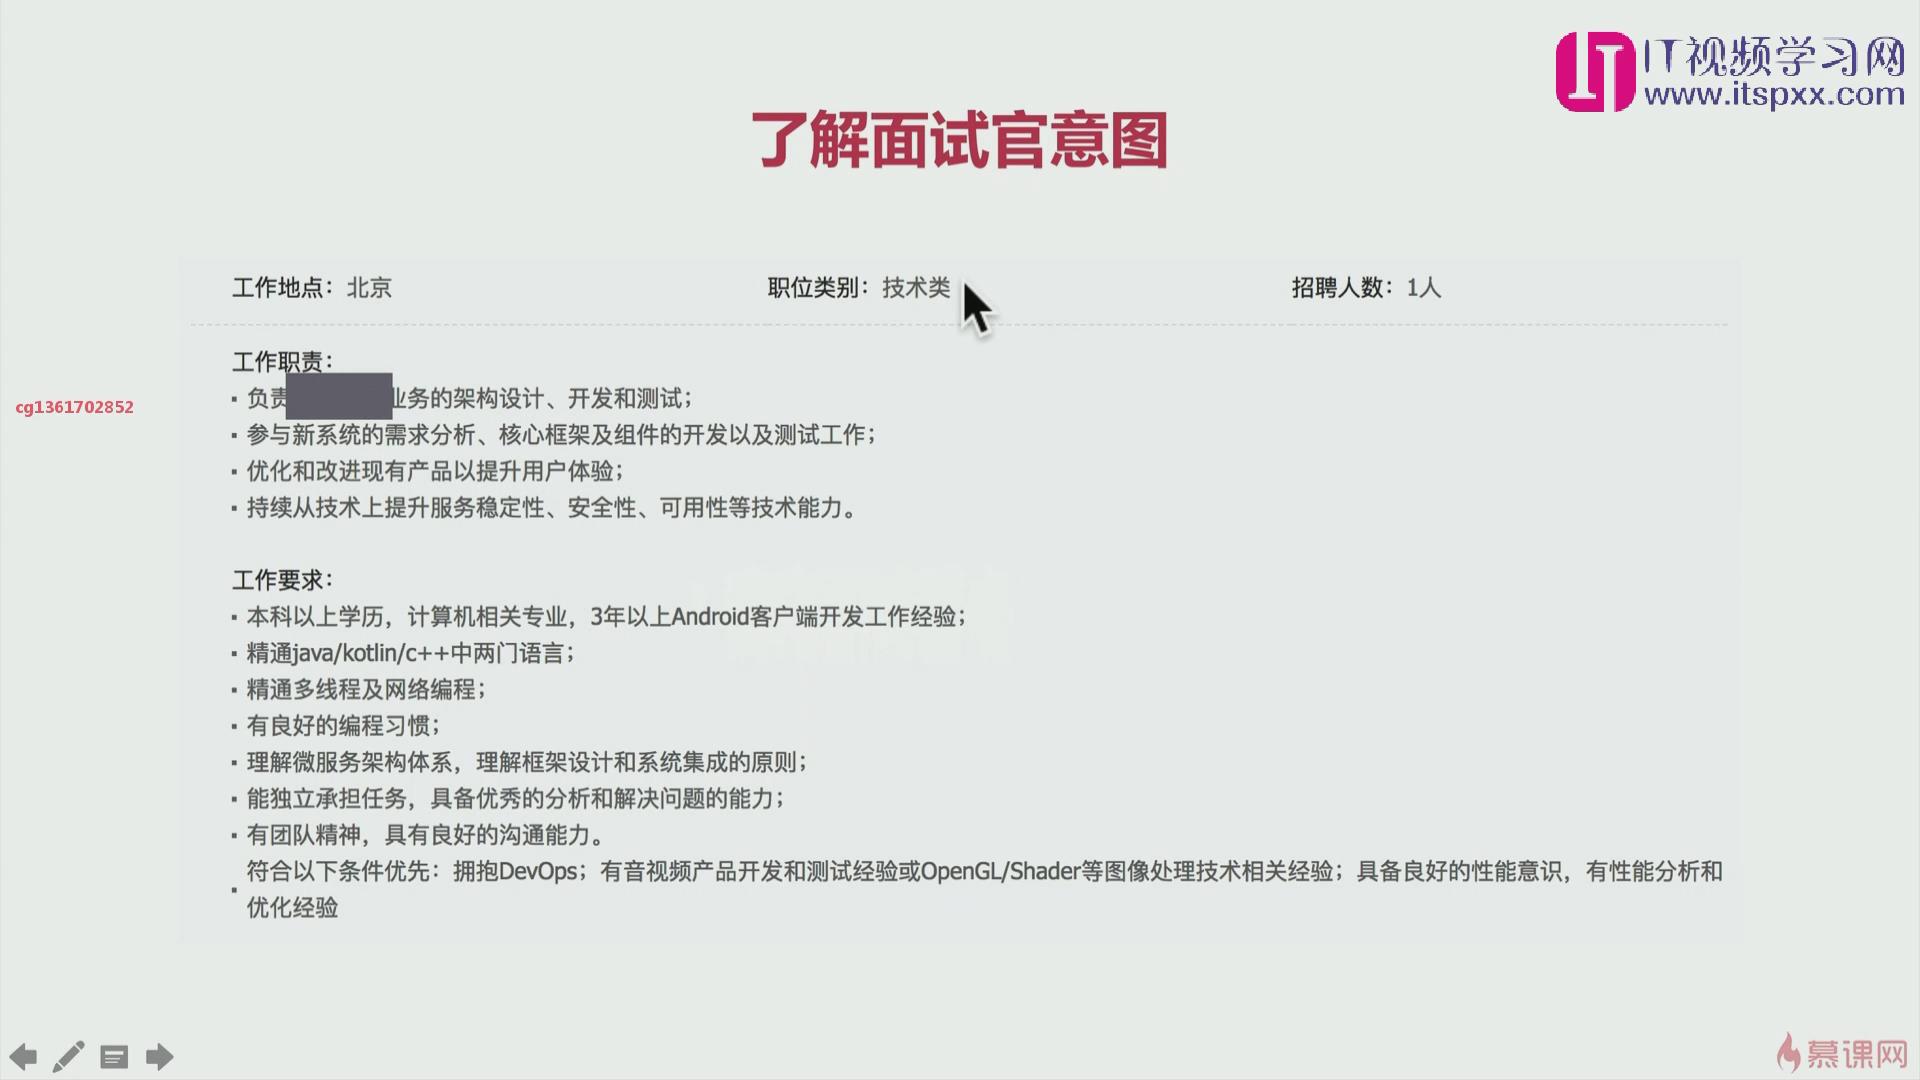 IT视频学习网
www.itspxx.com
了解面试官意图
工作地点：北京 职位类别：技术类 招聘人数：1人
工作职责：
▪ 负责 业务的架构设计、开发和测试；
cg1361702852
▪ 参与新系统的需求分析、核心框架及组件的开发以及测试工作；
▪ 优化和改进现有产品以提升用户体验；
▪ 持续从技术上提升服务稳定性、安全性、可用性等技术能力。
工作要求：
▪ 本科以上学历，计算机相关专业，3年以上Android客户端开发工作经验；
▪ 精通java/kotlin/c++中两门语言；
▪ 精通多线程及网络编程；
▪ 有良好的编程习惯；
▪ 理解微服务架构体系，理解框架设计和系统集成的原则；
▪ 能独立承担任务，具备优秀的分析和解决问题的能力；
▪ 有团队精神，具有良好的沟通能力。
▪ 符合以下条件优先：拥抱DevOps；有音视频产品开发和测试经验或OpenGL/Shader等图像处理技术相关经验；具备良好的性能意识，有性能分析和
优化经验
慕课网